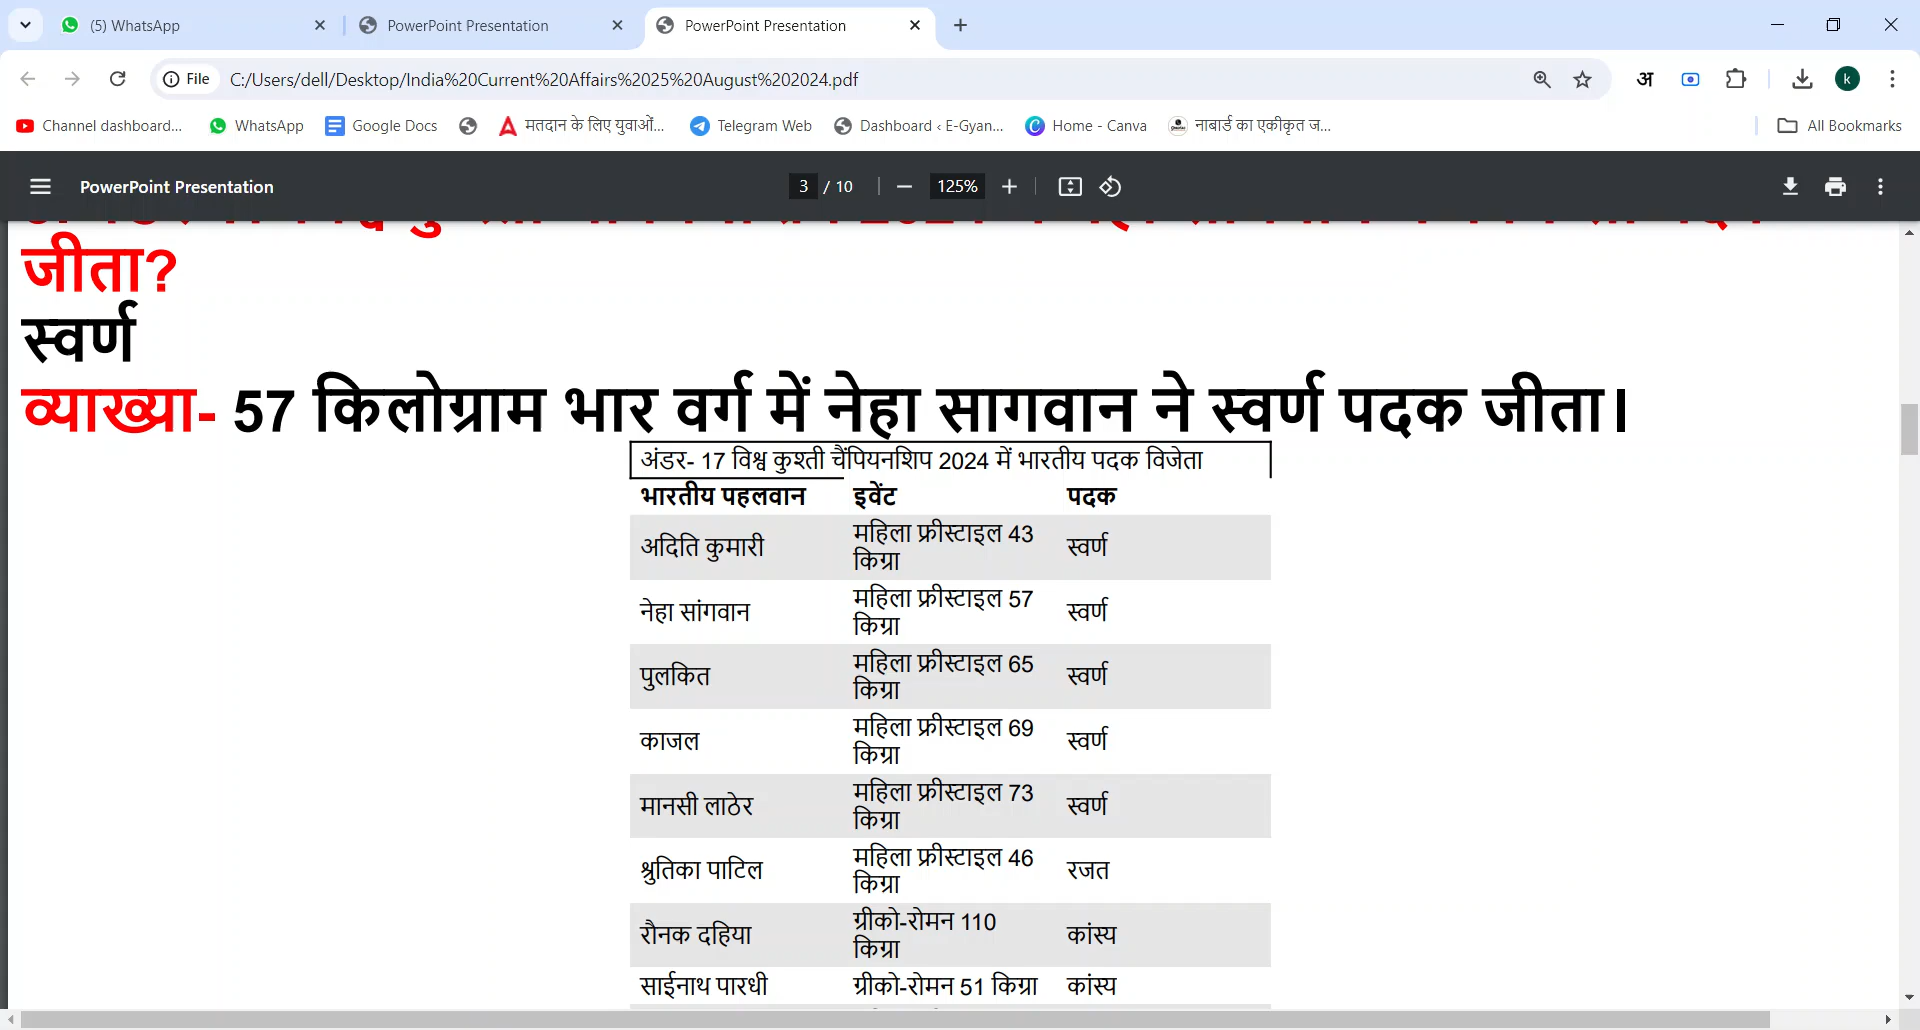 (5) WhatsApp
PowerPoint Presentation
PowerPoint Presentation
File C:/Users/dell/Desktop/India%20Current%20Affairs%2025%20August%202024.pdf
अ
k
Channel dashboard...
WhatsApp
Google Docs
मतदान के लिए युवाओं...
Telegram Web
Dashboard ‹ E-Gyan...
Home - Canva
नाबार्ड का एकीकृत ज...
All Bookmarks
PowerPoint Presentation
3 / 10
125%
जीता?
स्वर्ण
व्याख्या- 57 किलोग्राम भार वर्ग में नेहा सागवान ने स्वर्ण पदक जीता।
अंडर- 17 विश्व कुश्ती चैंपियनशिप 2024 में भारतीय पदक विजेता
भारतीय पहलवान इवेंट पदक
अदिति कुमारी महिला फ्रीस्टाइल 43 स्वर्ण
किग्रा
नेहा सांगवान महिला फ्रीस्टाइल 57 स्वर्ण
किग्रा
पुलकित महिला फ्रीस्टाइल 65 स्वर्ण
किग्रा
काजल महिला फ्रीस्टाइल 69 स्वर्ण
किग्रा
मानसी लाठेर महिला फ्रीस्टाइल 73 स्वर्ण
किग्रा
श्रुतिका पाटिल महिला फ्रीस्टाइल 46 रजत
किग्रा
रौनक दहिया ग्रीको-रोमन 110 कांस्य
किग्रा
साईनाथ पारधी ग्रीको-रोमन 51 किग्रा कांस्य